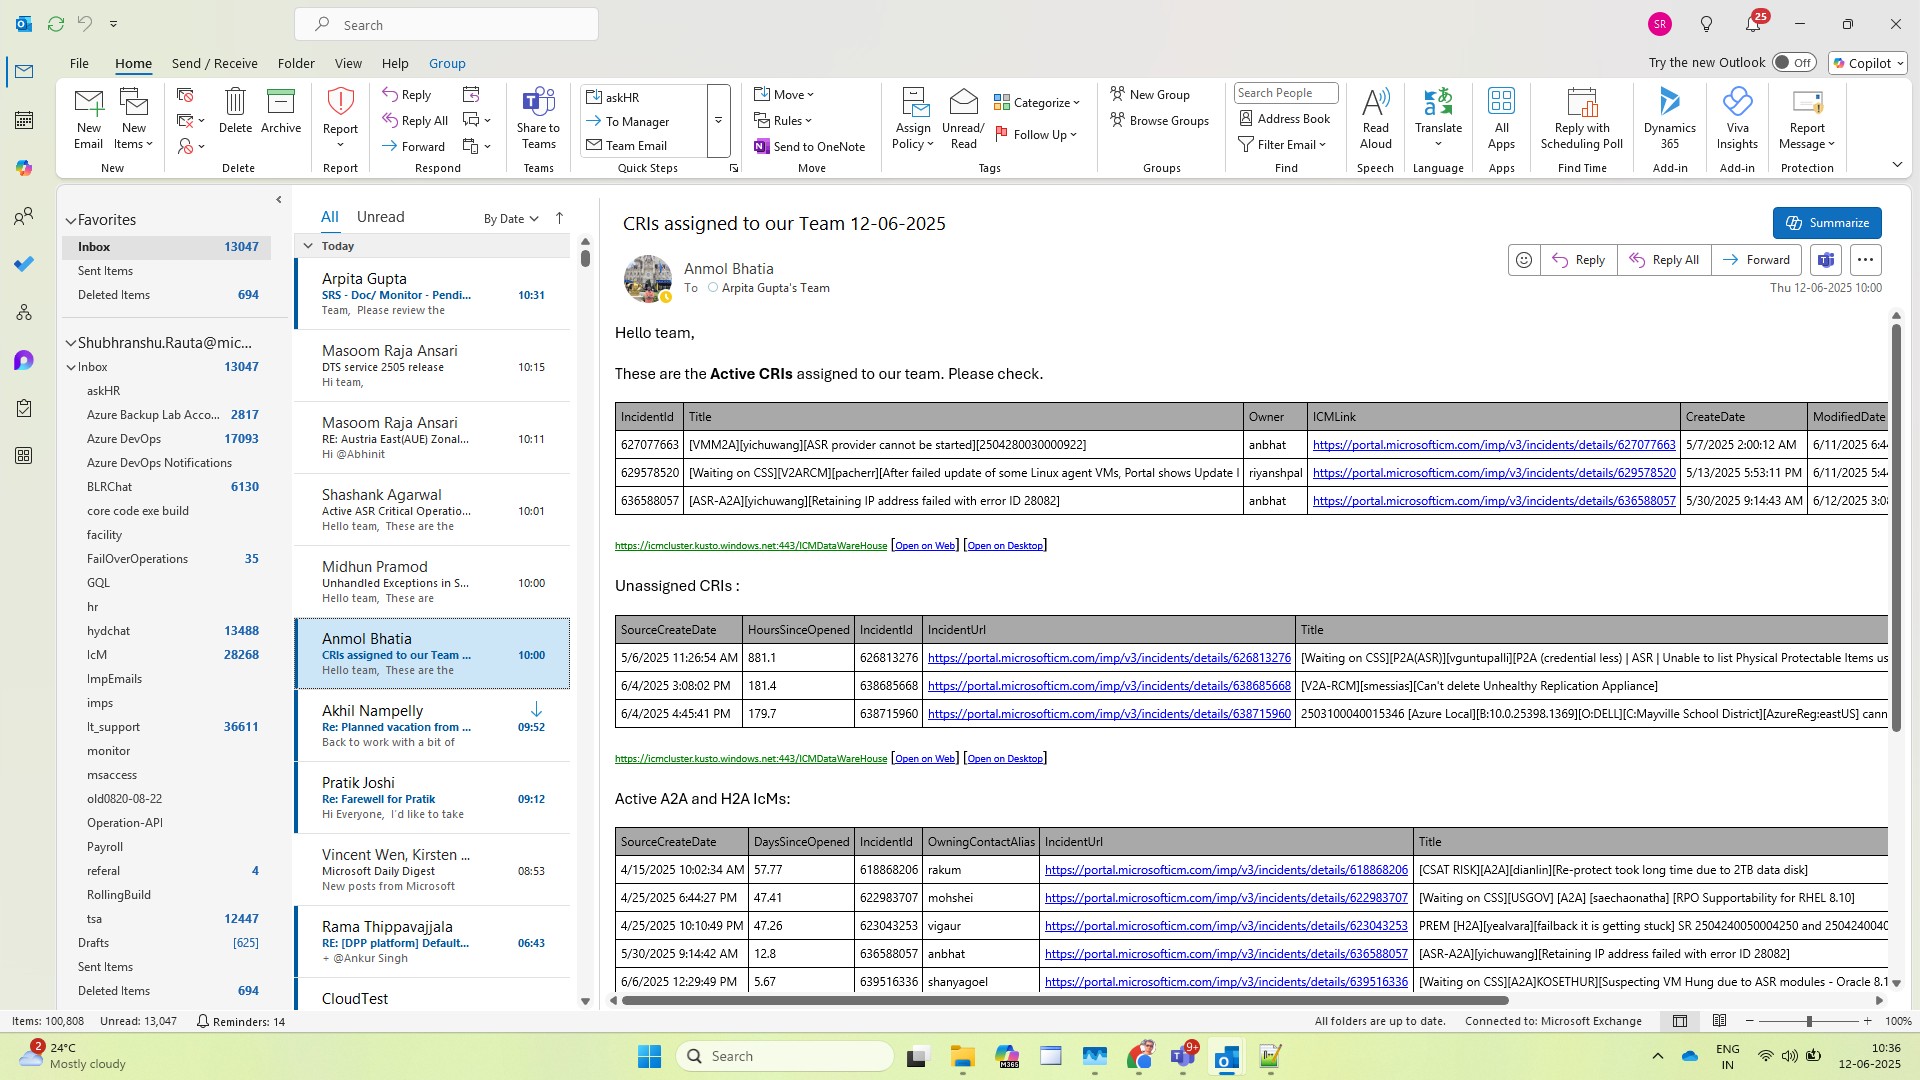 Search
SR
25
File Home Send / Receive Folder View Help Group
Try the new Outlook Off Copilot
New Email
New Items
Delete
Archive
Report
Reply
Reply All
Forward
Share to Teams
askHR
To Manager
Team Email
Move
Rules
Send to OneNote
Assign Policy
Unread/ Read
Categorize
Follow Up
New Group
Browse Groups
Search People
Address Book
Filter Email
Read Aloud
Translate
All Apps
Reply with Scheduling Poll
Dynamics 365
Viva Insights
Report Message
New Delete Report Respond Teams Quick Steps Move Tags Groups Find Speech Language Apps Find Time Add-in Add-in Protection
Favorites
Inbox 13047
Sent Items
Deleted Items 694
Shubhranshu.Rauta@mic...
Inbox 13047
askHR
Azure Backup Lab Acco... 2817
Azure DevOps 17093
Azure DevOps Notifications
BLRChat 6130
core code exe build
facility
FailOverOperations 35
GQL
hr
hydchat 13488
IcM 28268
ImpEmails
imps
lt_support 36611
monitor
msaccess
old0820-08-22
Operation-API
Payroll
referal 4
RollingBuild
tsa 12447
Drafts [625]
Sent Items
Deleted Items 694
All Unread By Date
Today
Arpita Gupta
SRS - Doc/ Monitor - Pendi... 10:31
Team, Please review the
Masoom Raja Ansari
DTS service 2505 release 10:15
Hi team,
Masoom Raja Ansari
RE: Austria East(AUE) Zonal... 10:11
Hi @Abhinit
Shashank Agarwal
Active ASR Critical Operatio... 10:01
Hello team, These are the
Midhun Pramod
Unhandled Exceptions in S... 10:00
Hello team, These are
Anmol Bhatia
CRIs assigned to our Team ... 10:00
Hello team, These are the
Akhil Nampelly
Re: Planned vacation from ... 09:52
Back to work with a bit of
Pratik Joshi
Re: Farewell for Pratik 09:12
Hi Everyone, I'd like to take
Vincent Wen, Kirsten ...
Microsoft Daily Digest 08:53
New posts from Microsoft
Rama Thippavajjala
RE: [DPP platform] Default... 06:43
+ @Ankur Singh
CloudTest
CRIs assigned to our Team 12-06-2025
Summarize
Anmol Bhatia
To Arpita Gupta's Team
Reply Reply All Forward
Thu 12-06-2025 10:00
Hello team,
These are the Active CRIs assigned to our team. Please check.
IncidentId Title Owner ICMLink CreateDate ModifiedDate
627077663 [VMM2A][yichuwang][ASR provider cannot be started][2504280030000922] anbhat https://portal.microsofticm.com/imp/v3/incidents/details/627077663 5/7/2025 2:00:12 AM 6/11/2025 6:4
629578520 [Waiting on CSS][V2ARCM][pacherr][After failed update of some Linux agent VMs, Portal shows Update I riyanshpal https://portal.microsofticm.com/imp/v3/incidents/details/629578520 5/13/2025 5:53:11 PM 6/11/2025 5:4
636588057 [ASR-A2A][yichuwang][Retaining IP address failed with error ID 28082] anbhat https://portal.microsofticm.com/imp/v3/incidents/details/636588057 5/30/2025 9:14:43 AM 6/12/2025 3:0
https://icmcluster.kusto.windows.net:443/ICMDataWareHouse [Open on Web] [Open on Desktop]
Unassigned CRIs :
SourceCreateDate HoursSinceOpened IncidentId IncidentUrl Title
5/6/2025 11:26:54 AM 881.1 626813276 https://portal.microsofticm.com/imp/v3/incidents/details/626813276 [Waiting on CSS][P2A(ASR)][vguntupalli][P2A (credential less) | ASR | Unable to list Physical Protectable Items us
6/4/2025 3:08:02 PM 181.4 638685668 https://portal.microsofticm.com/imp/v3/incidents/details/638685668 [V2A-RCM][smessias][Can't delete Unhealthy Replication Appliance]
6/4/2025 4:45:41 PM 179.7 638715960 https://portal.microsofticm.com/imp/v3/incidents/details/638715960 2503100040015346 [Azure Local][B:10.0.25398.1369][O:DELL][C:Mayville School District][AzureReg:eastUS] cann
https://icmcluster.kusto.windows.net:443/ICMDataWareHouse [Open on Web] [Open on Desktop]
Active A2A and H2A IcMs:
SourceCreateDate DaysSinceOpened IncidentId OwningContactAlias IncidentUrl Title
4/15/2025 10:02:34 AM 57.77 618868206 rakum https://portal.microsofticm.com/imp/v3/incidents/details/618868206 [CSAT RISK][A2A][dianlin][Re-protect took long time due to 2TB data disk]
4/25/2025 6:44:27 PM 47.41 622983707 mohshei https://portal.microsofticm.com/imp/v3/incidents/details/622983707 [Waiting on CSS][USGOV] [A2A] [saechaonatha] [RPO Supportability for RHEL 8.10]
4/25/2025 10:10:49 PM 47.26 623043253 vigaur https://portal.microsofticm.com/imp/v3/incidents/details/623043253 PREM [H2A][yealvara][failback it is getting stuck] SR 2504240050004250 and 250424004
5/30/2025 9:14:42 AM 12.8 636588057 anbhat https://portal.microsofticm.com/imp/v3/incidents/details/636588057 [ASR-A2A][yichuwang][Retaining IP address failed with error ID 28082]
6/6/2025 12:29:49 PM 5.67 639516336 shanyagoel https://portal.microsofticm.com/imp/v3/incidents/details/639516336 [Waiting on CSS][A2A]KOSETHUR][Suspecting VM Hung due to ASR modules - Oracle 8.1
Items: 100,808 Unread: 13,047 Reminders: 14
All folders are up to date. Connected to: Microsoft Exchange 100%
2
24°C
Mostly cloudy
Search
M365
9+
ENG
IN
10:36
12-06-2025